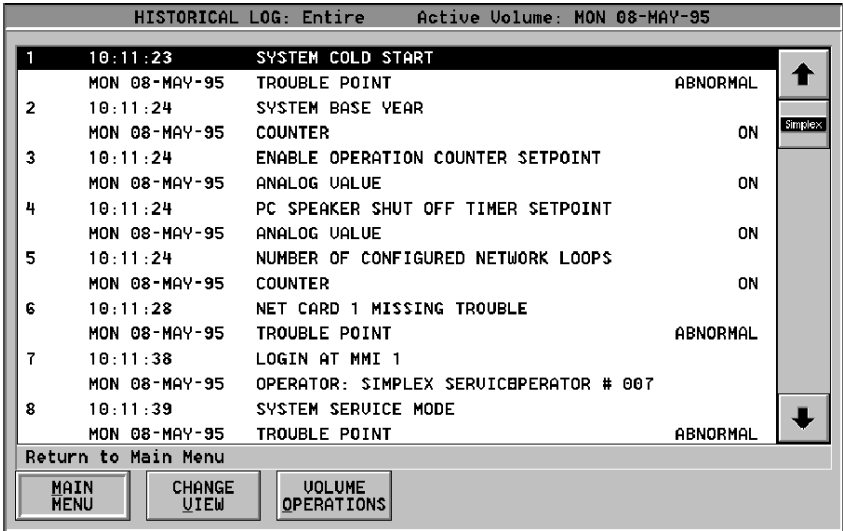 HISTORICAL LOG: Entire Active Volume: MON 08-MAY-95
1 10:11:23 SYSTEM COLD START
MON 08-MAY-95 TROUBLE POINT ABNORMAL
2 10:11:24 SYSTEM BASE YEAR
MON 08-MAY-95 COUNTER ON
Simplex
3 10:11:24 ENABLE OPERATION COUNTER SETPOINT
MON 08-MAY-95 ANALOG VALUE ON
4 10:11:24 PC SPEAKER SHUT OFF TIMER SETPOINT
MON 08-MAY-95 ANALOG VALUE ON
5 10:11:24 NUMBER OF CONFIGURED NETWORK LOOPS
MON 08-MAY-95 COUNTER ON
6 10:11:28 NET CARD 1 MISSING TROUBLE
MON 08-MAY-95 TROUBLE POINT ABNORMAL
7 10:11:38 LOGIN AT MMI 1
MON 08-MAY-95 OPERATOR: SIMPLEX # 007
8 10:11:39 SYSTEM SERVICE MODE
MON 08-MAY-95 TROUBLE POINT ABNORMAL
Return to Main Menu
MAIN MENU
CHANGE VIEW
VOLUME OPERATIONS